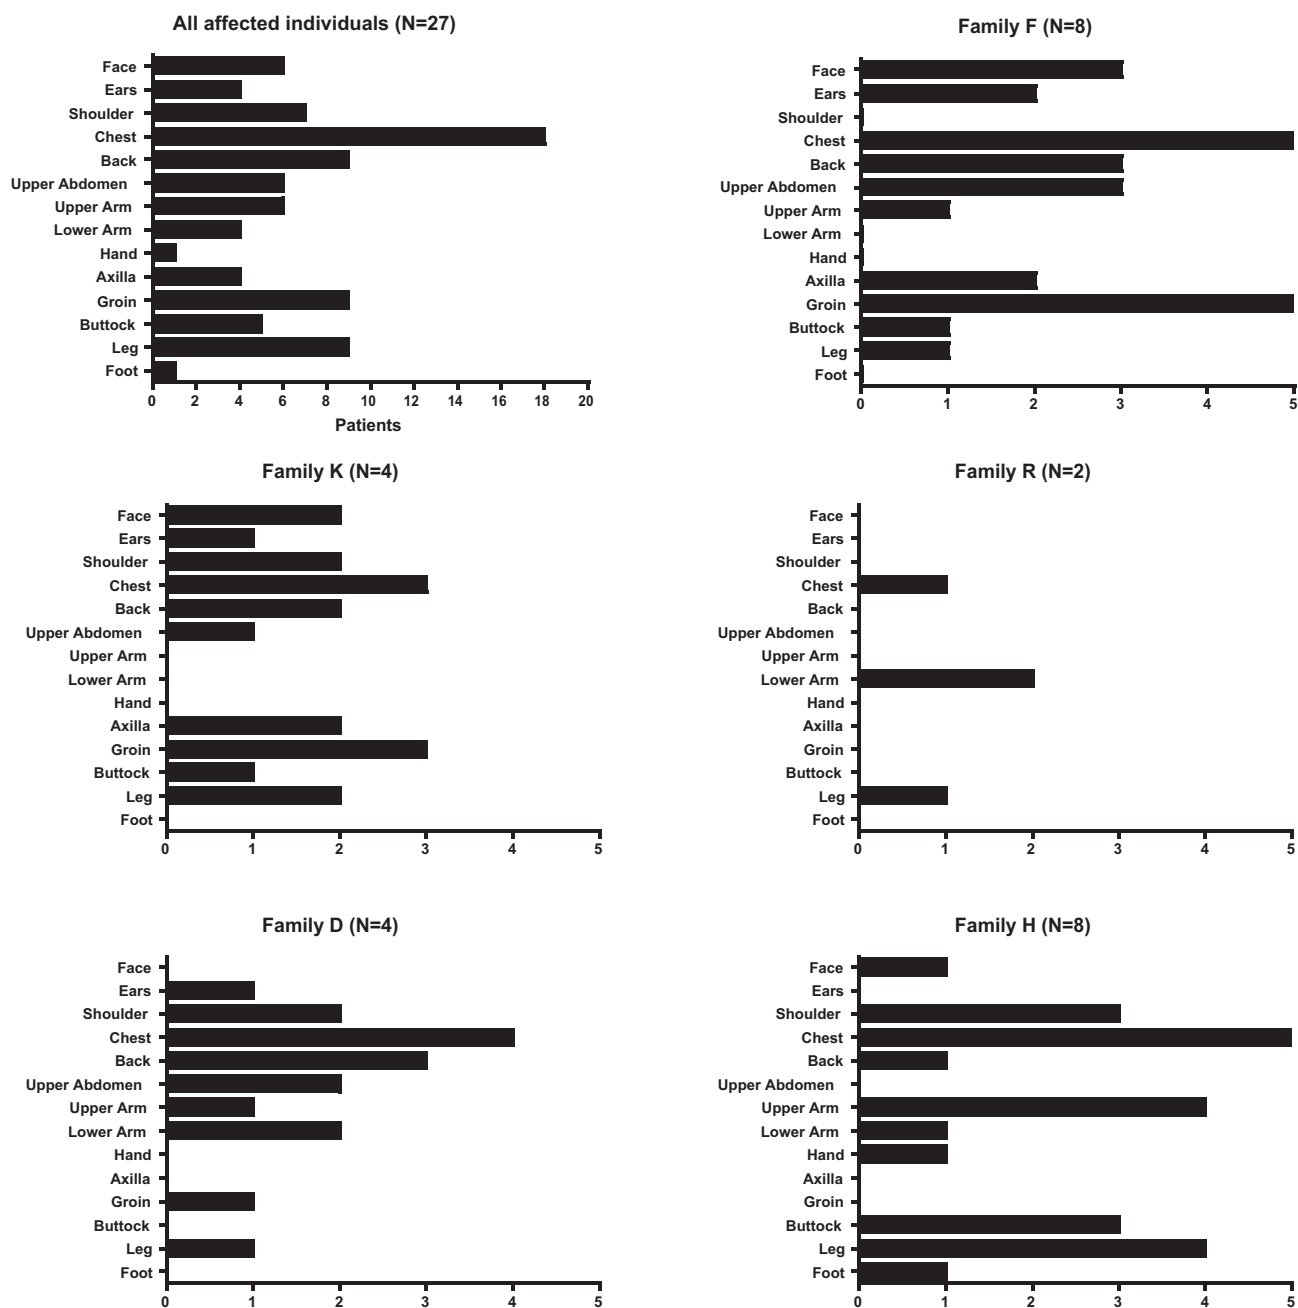 All affected individuals (N=27)
Face
Ears
Shoulder
Chest
Back
Upper Abdomen
Upper Arm
Lower Arm
Hand
Axilla
Groin
Buttock
Leg
Foot
0 2 4 6 8 10 12 14 16 18 20
Patients
Family F (N=8)
Face
Ears
Shoulder
Chest
Back
Upper Abdomen
Upper Arm
Lower Arm
Hand
Axilla
Groin
Buttock
Leg
Foot
0 1 2 3 4 5
Family K (N=4)
Face
Ears
Shoulder
Chest
Back
Upper Abdomen
Upper Arm
Lower Arm
Hand
Axilla
Groin
Buttock
Leg
Foot
0 1 2 3 4 5
Family R (N=2)
Face
Ears
Shoulder
Chest
Back
Upper Abdomen
Upper Arm
Lower Arm
Hand
Axilla
Groin
Buttock
Leg
Foot
0 1 2 3 4 5
Family D (N=4)
Face
Ears
Shoulder
Chest
Back
Upper Abdomen
Upper Arm
Lower Arm
Hand
Axilla
Groin
Buttock
Leg
Foot
0 1 2 3 4 5
Family H (N=8)
Face
Ears
Shoulder
Chest
Back
Upper Abdomen
Upper Arm
Lower Arm
Hand
Axilla
Groin
Buttock
Leg
Foot
0 1 2 3 4 5